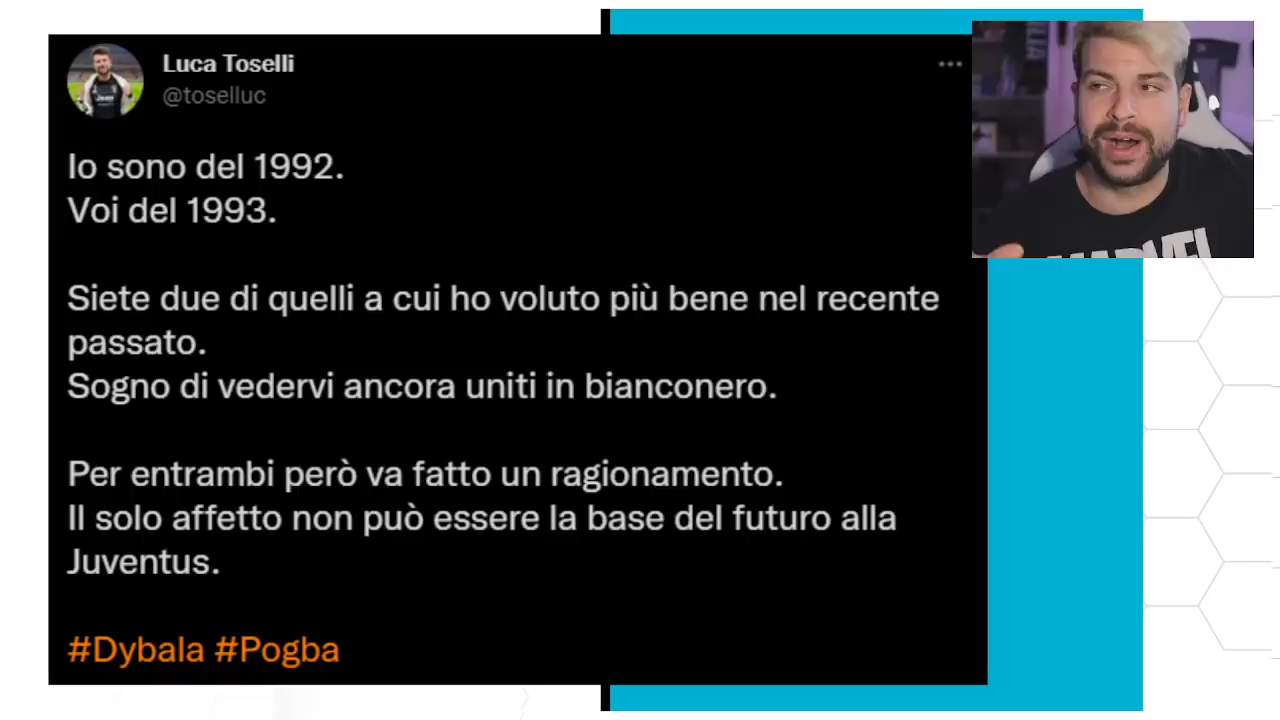 Luca Toselli
@toselluc
Io sono del 1992.
Voi del 1993.
Siete due di quelli a cui ho voluto più bene nel recente
passato.
Sogno di vedervi ancora uniti in bianconero.
Per entrambi però va fatto un ragionamento.
Il solo affetto non può essere la base del futuro alla
Juventus.
#Dybala #Pogba
MARVEL